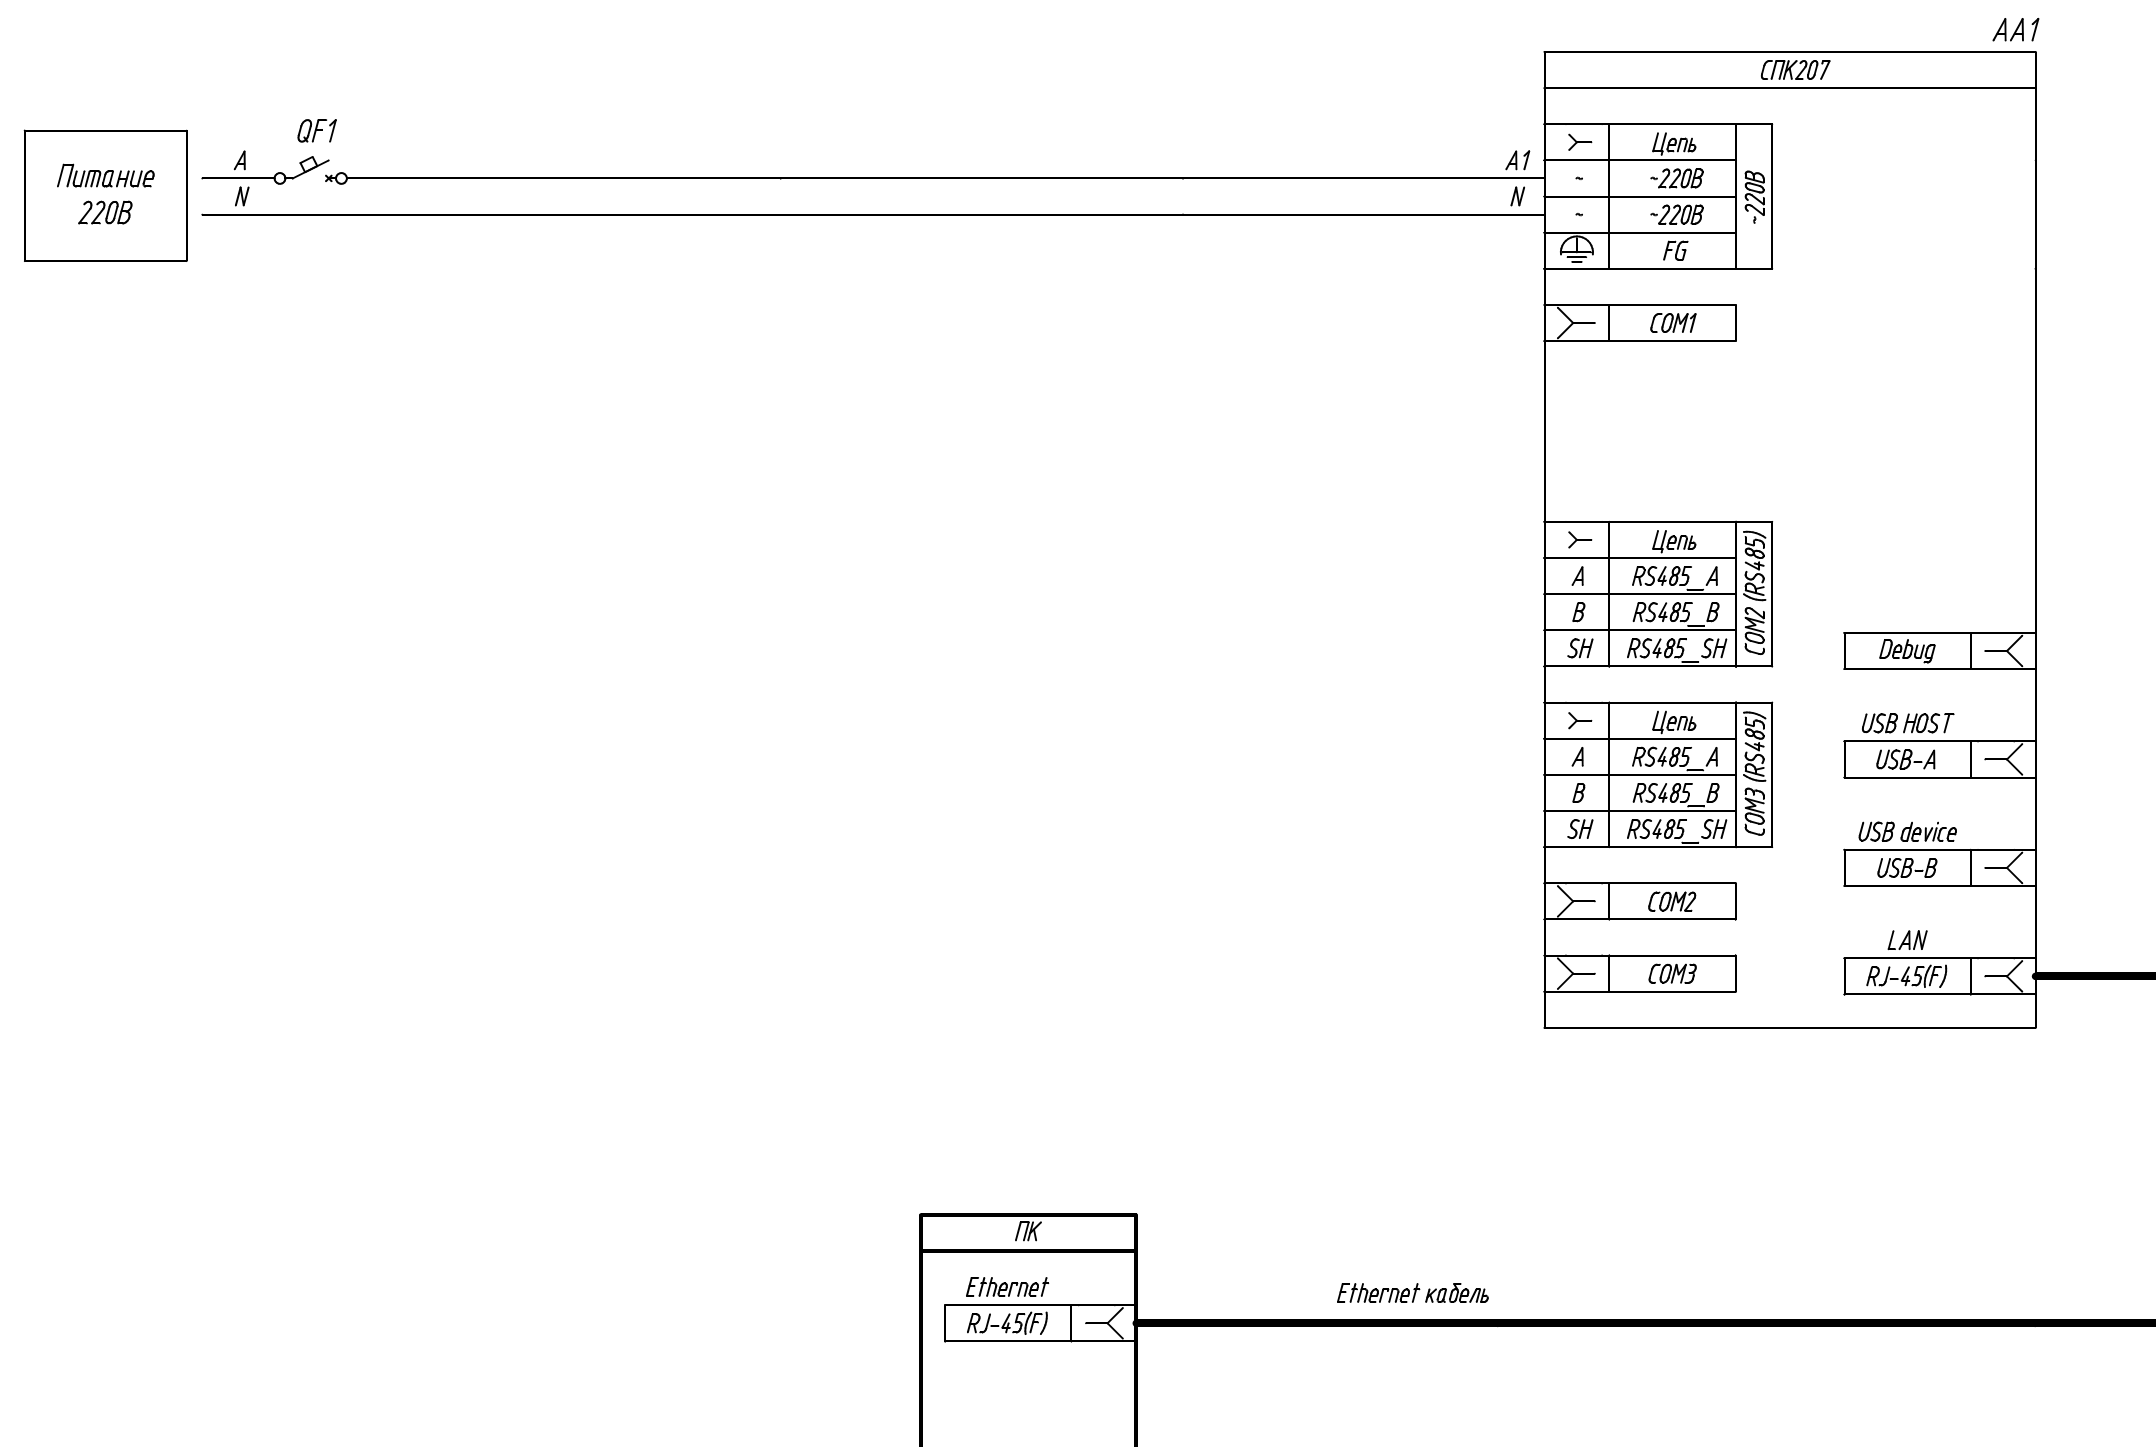 AA1
СПК207
Питание
220В
A
QF1
N
A1
N
Цепь
~ ~220В
~ ~220В
FG
~220В
COM1
Цепь
A RS485_A
B RS485_B
SH RS485_SH
COM2 (RS485)
Debug
Цепь
A RS485_A
B RS485_B
SH RS485_SH
COM3 (RS485)
USB HOST
USB-A
USB device
USB-B
COM2
COM3
LAN
RJ-45(F)
ПК
Ethernet
RJ-45(F)
Ethernet кабель